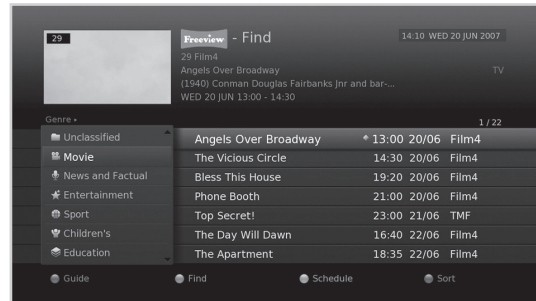 29
Freeview - Find
14:10 WED 20 JUN 2007
29 Film4
Angels Over Broadway
TV
(1940) Conman Douglas Fairbanks Jnr and bar-...
WED 20 JUN 13:00 - 14:30
Genre
1 / 22
Unclassified
Angels Over Broadway 13:00 20/06 Film4
Movie
The Vicious Circle 14:30 20/06 Film4
News and Factual
Bless This House 19:20 20/06 Film4
Entertainment
Phone Booth 21:00 20/06 Film4
Sport
Top Secret! 23:00 21/06 TMF
Children's
The Day Will Dawn 16:40 22/06 Film4
Education
The Apartment 18:35 22/06 Film4
Guide
Find
Schedule
Sort